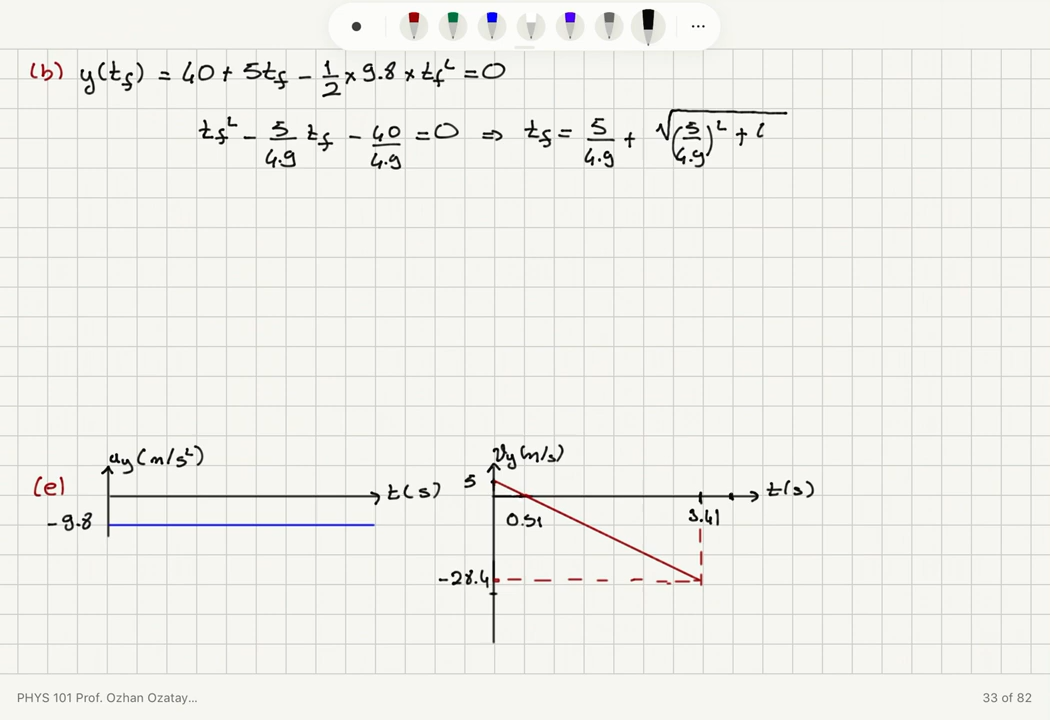 (b) y(tf) = 40 + 5tf - 1/2 × 9.8 × tf² = 0
tf² - 5/4.9 tf - 40/4.9 = 0 ⇒ tf = 5/4.9 + √(5/4.9)² +
(e)
ay(m/s²)
t(s)
-9.8
vy(m/s)
5
t(s)
0.51
3.41
-28.4
PHYS 101 Prof. Ozhan Ozatay...
33 of 82